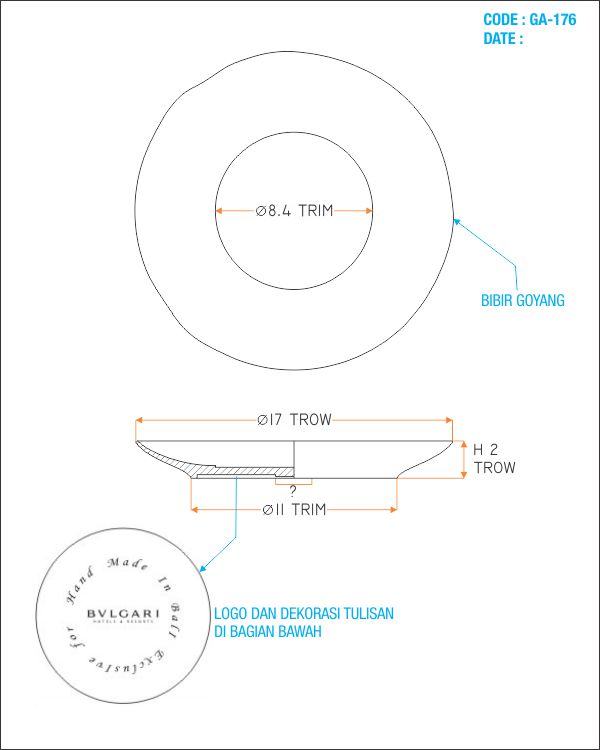 CODE : GA-176
DATE :
Ø8.4 TRIM
BIBIR GOYANG
Ø17 TROW
H 2
TROW
?
Ø11 TRIM
Hand Made In Bali Exclusive for
BVLGARI
HOTELS & RESORTS
LOGO DAN DEKORASI TULISAN
DI BAGIAN BAWAH